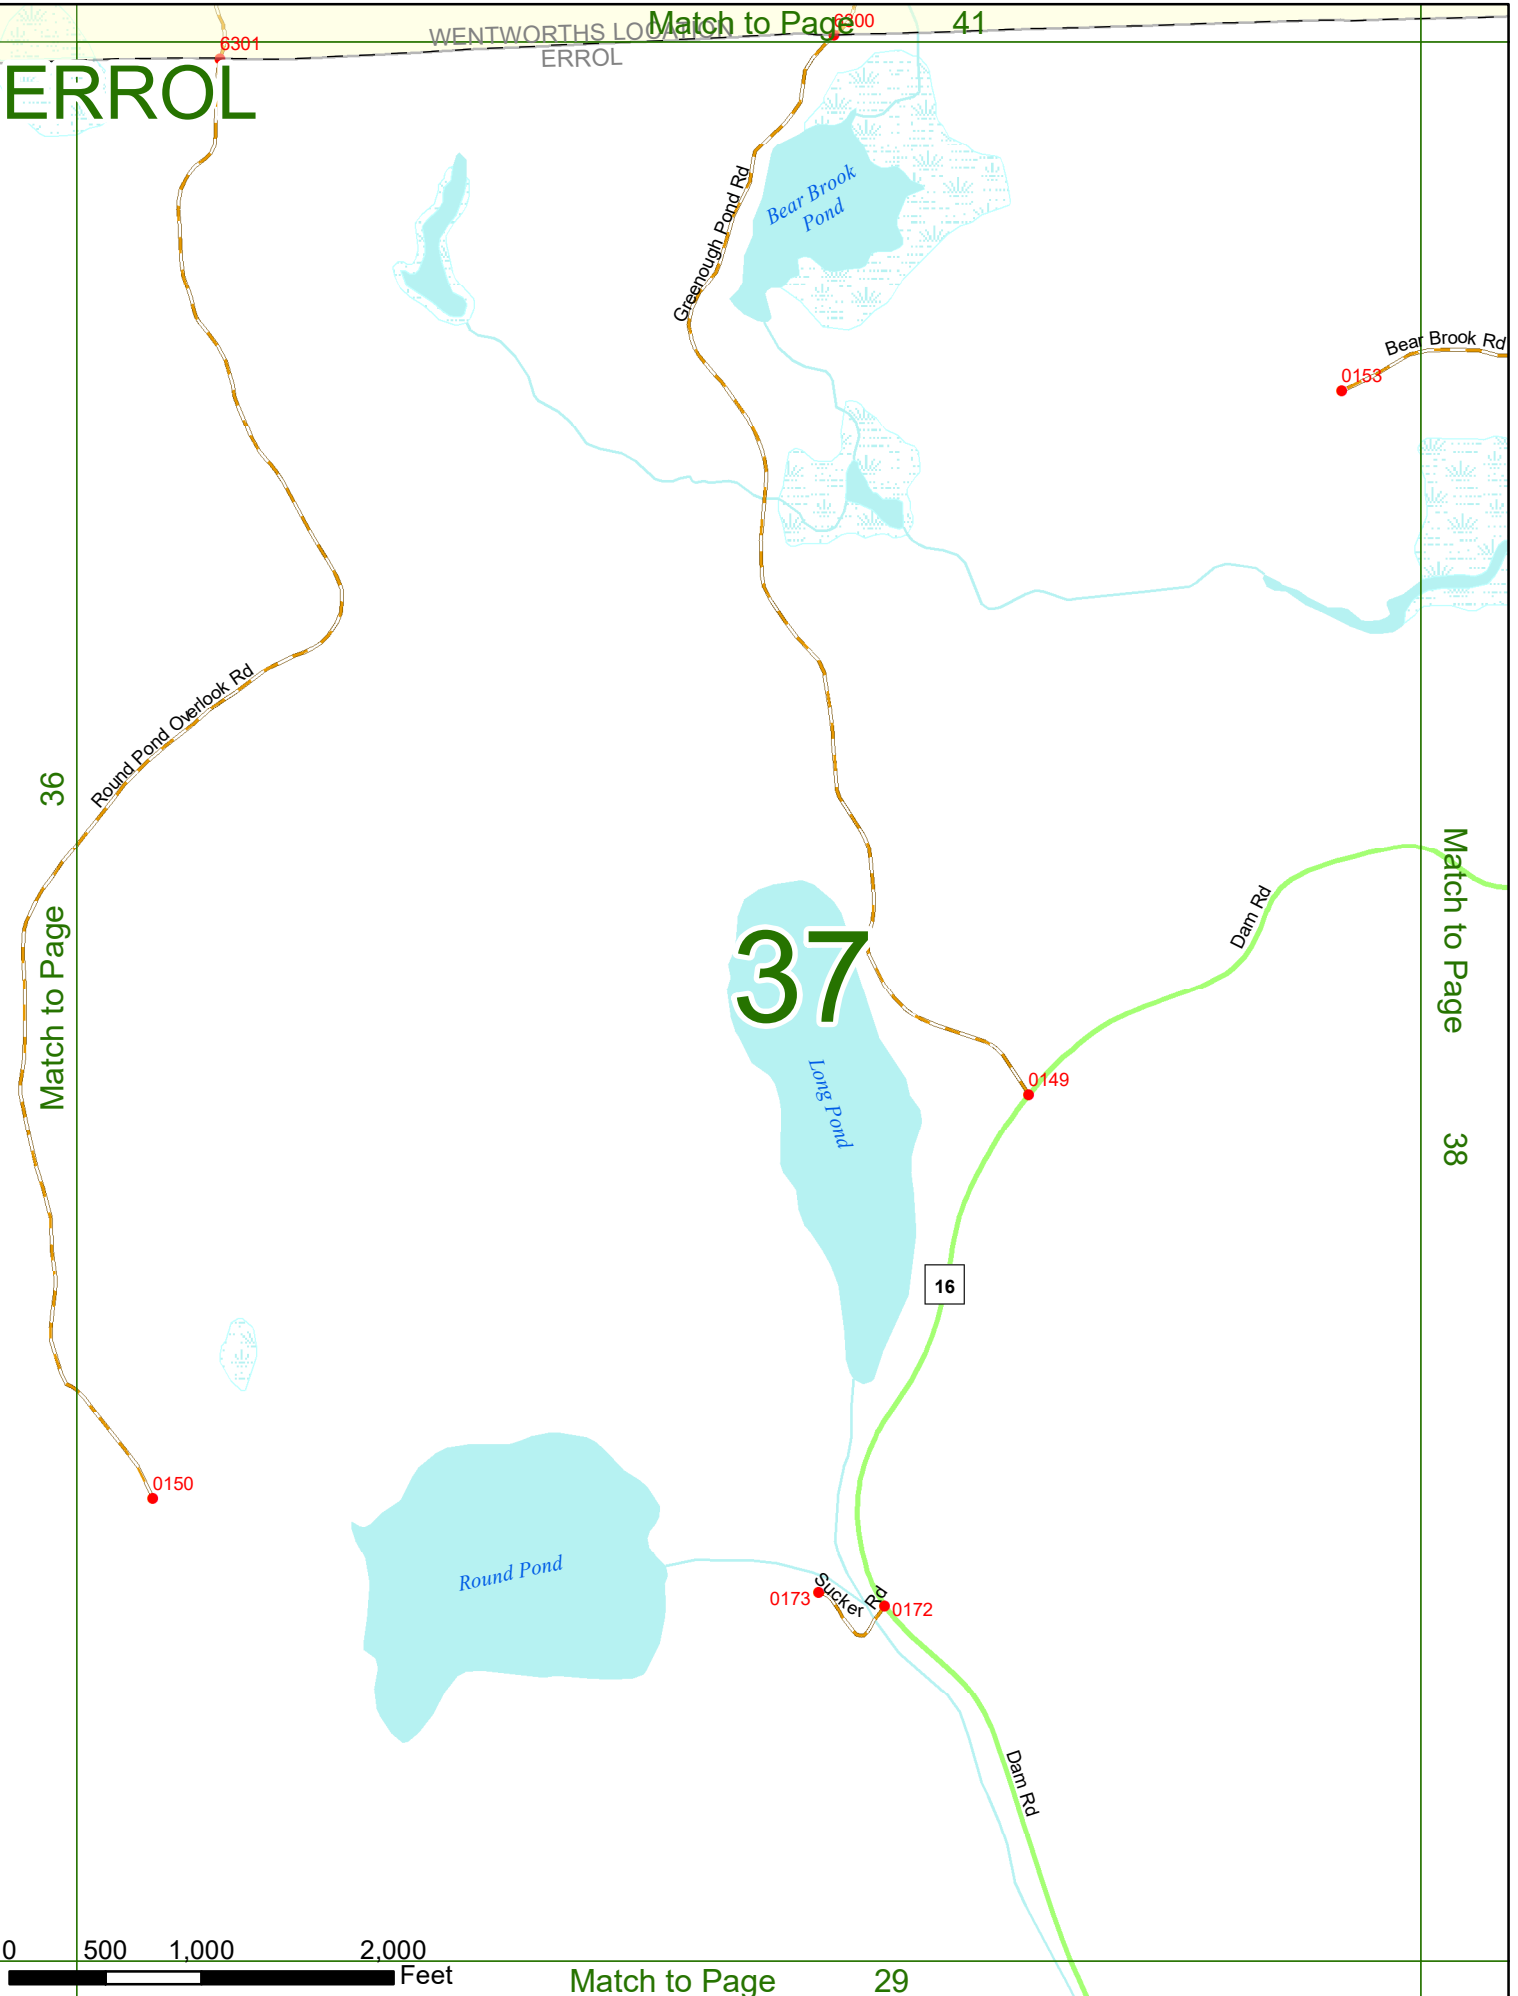 Match to Page 41
WENTWORTHS LOCATION
ERROL
6301
6300
ERROL
Bear Brook
Pond
Greenough Pond Rd
Bear Brook Rd
0153
Round Pond Overlook Rd
Match to Page 36
Match to Page 38
Dam Rd
37
Long Pond
0149
16
0150
Round Pond
0173
Sucker Rd
0172
Dam Rd
0 500 1,000 2,000
Feet
Match to Page 29